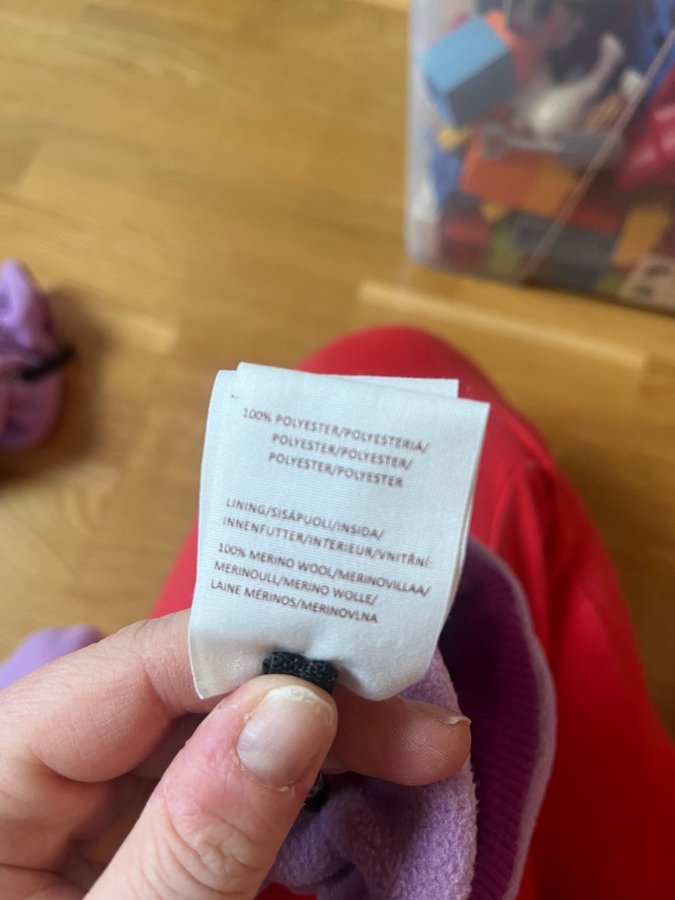 100% POLYESTER/POLYESTERIA/
POLYESTER/POLYESTER/
POLYESTER/POLYESTER
LINING/SISÄPUOLI/INSIDA/
INNENFUTTER/INTERIEUR/VNITŘNÍ:
100% MERINO WOOL/MERINOVILLAA/
MERINOULL/MERINO WOLLE/
LAINE MERINOS/MERINOVLNA